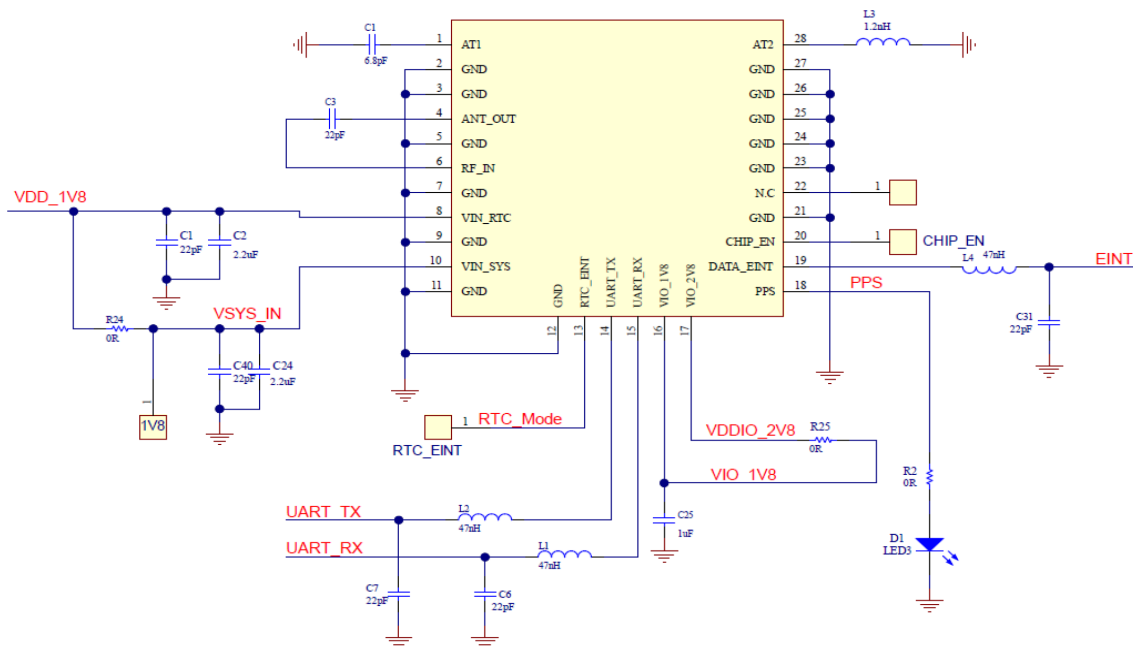 C1
6.8pF
1
AT1
2
GND
3
GND
C3
22pF
4
ANT_OUT
5
GND
6
RF_IN
7
GND
VDD_1V8
8
VIN_RTC
C1
22pF
C2
2.2uF
9
GND
10
VIN_SYS
11
GND
R24
0R
VSYS_IN
C40
22pF
C24
2.2uF
1
1V8
GND
RTC_EINT
UART_TX
UART_RX
VIO_1V8
VIO_2V8
12
13
14
15
16
17
L3
1.2nH
AT2
28
GND
27
GND
26
GND
25
GND
24
GND
23
N.C
22
1
GND
21
CHIP_EN
20
1
CHIP_EN
DATA_EINT
19
L4
47nH
EINT
PPS
18
PPS
C31
22pF
1
RTC_Mode
RTC_EINT
VDDIO_2V8
R25
0R
VIO_1V8
C25
1uF
R2
0R
D1
LED3
UART_TX
L2
47nH
UART_RX
L1
47nH
C7
22pF
C6
22pF